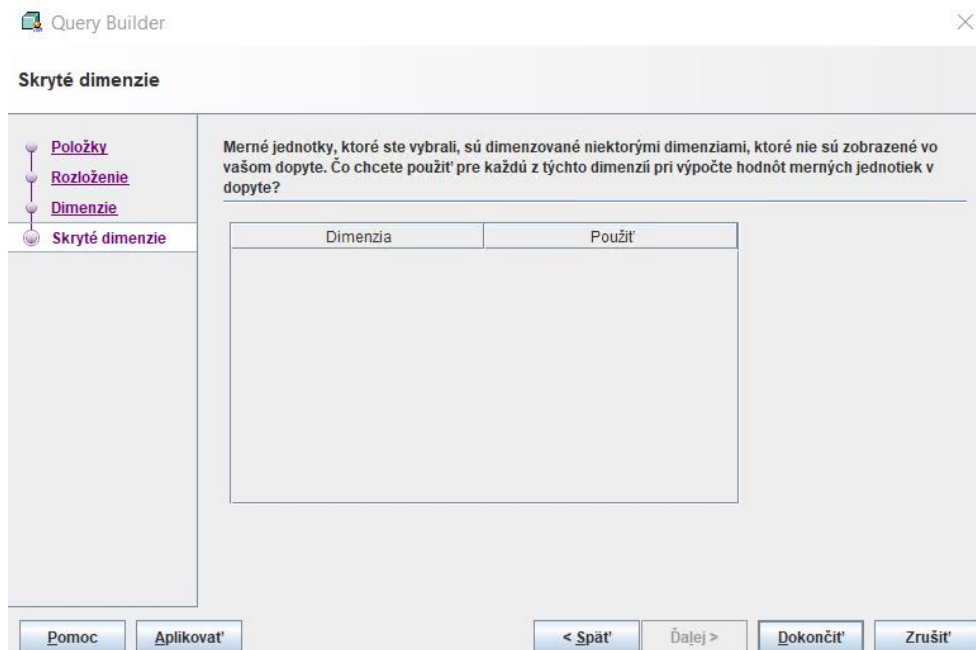 Query Builder
Skryté dimenzie
Položky
Rozloženie
Dimenzie
Skryté dimenzie
Merné jednotky, ktoré ste vybrali, sú dimenzované niektorými dimenziami, ktoré nie sú zobrazené vo
vašom dopyte. Čo chcete použiť pre každú z týchto dimenzií pri výpočte hodnôt merných jednotiek v
dopyte?
Dimenzia Použiť
Pomoc Aplikovať < Späť Ďalej > Dokončiť Zrušiť